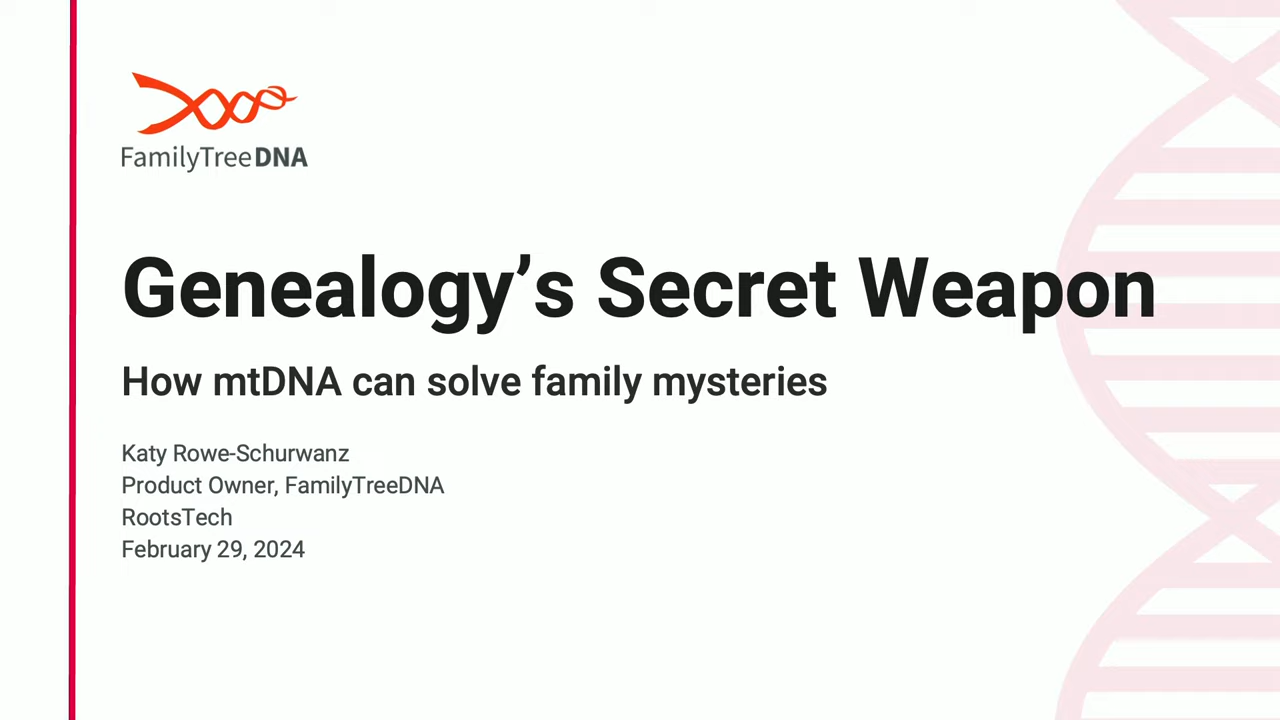 FamilyTreeDNA
Genealogy’s Secret Weapon
How mtDNA can solve family mysteries
Katy Rowe-Schurwanz
Product Owner, FamilyTreeDNA
RootsTech
February 29, 2024